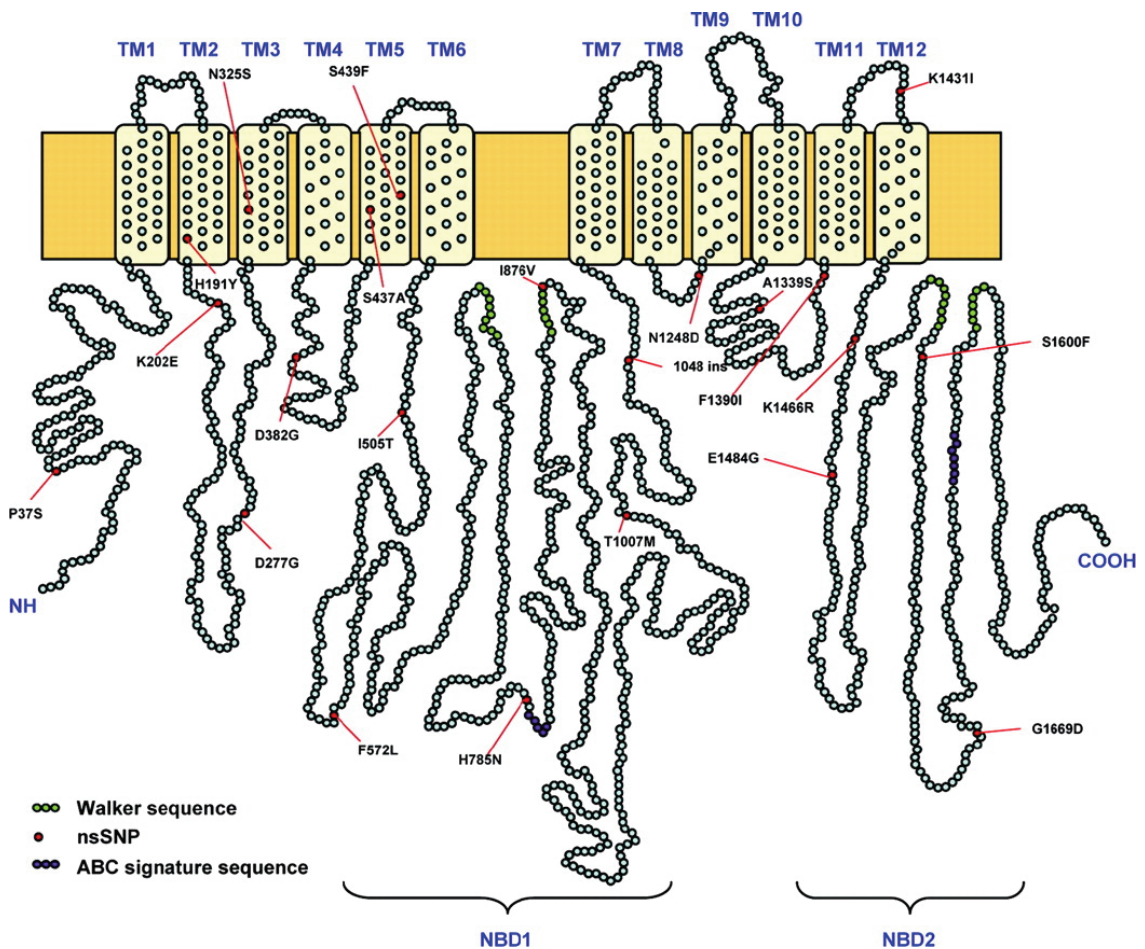 TM9 TM10
TM1 TM2 TM3 TM4 TM5 TM6 TM7 TM8 TM11 TM12
N325S
S439F
K1431I
H191Y
I876V
S437A
A1339S
K202E
N1248D
S1600F
1048 ins
F1390I
K1466R
D382G
I505T
E1484G
P37S
T1007M
D277G
COOH
NH
F572L
H785N
G1669D
Walker sequence
nsSNP
ABC signature sequence
NBD1
NBD2